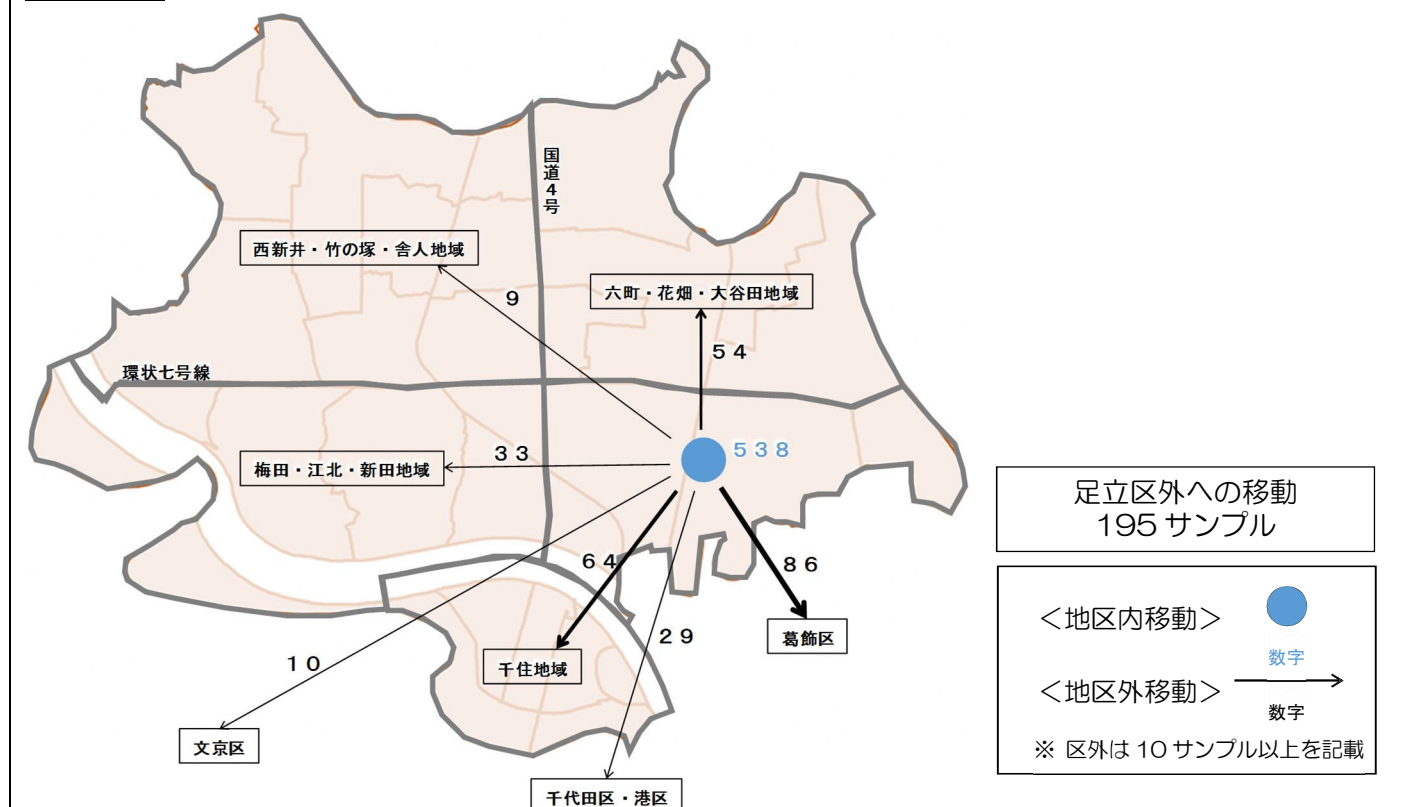 国道4号
西新井・竹の塚・舎人地域
六町・花畑・大谷田地域
9
54
環状七号線
538
33
梅田・江北・新田地域
64
86
葛飾区
29
千住地域
10
文京区
千代田区・港区
足立区外への移動
195サンプル
＜地区内移動＞
数字
＜地区外移動＞
数字
※ 区外は10サンプル以上を記載